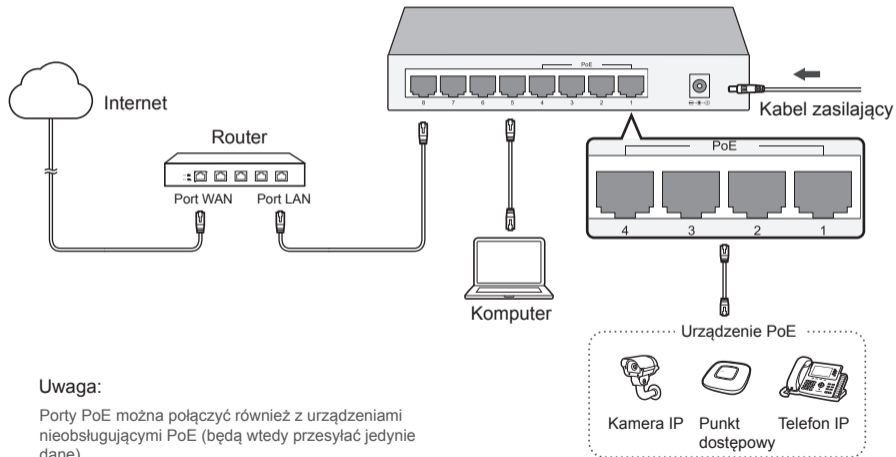 PoE
8 7 6 5 4 3 2 1
Internet
Kabel zasilający
Router
Port WAN Port LAN
PoE
4 3 2 1
Komputer
Urządzenie PoE
Kamera IP
Punkt
dostępowy
Telefon IP
Uwaga:
Porty PoE można połączyć również z urządzeniami
nieobsługującymi PoE (będą wtedy przesyłać jedynie
dane)